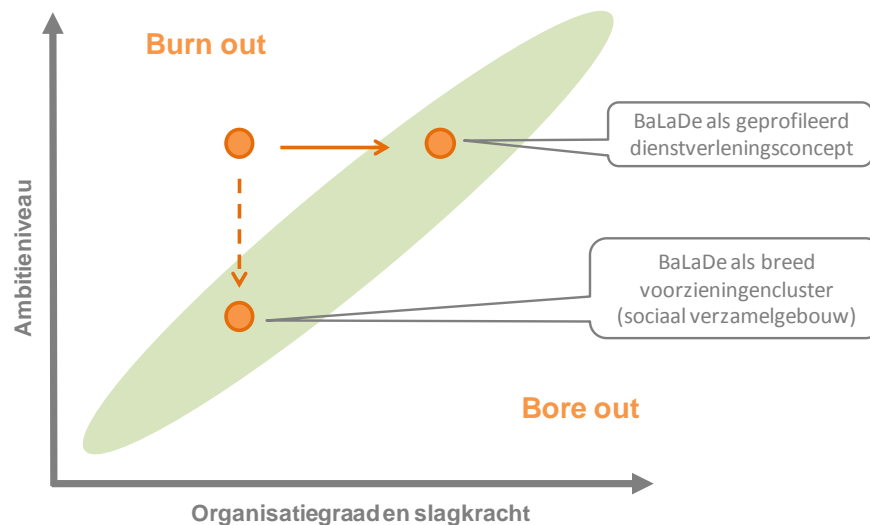 Burn out
BaLaDe als geprofileerd
dienstverleningsconcept
BaLaDe als breed
voorzieningencluster
(sociaal verzamelgebouw)
Bore out
Ambitieniveau
Organisatiegraad en slagkracht